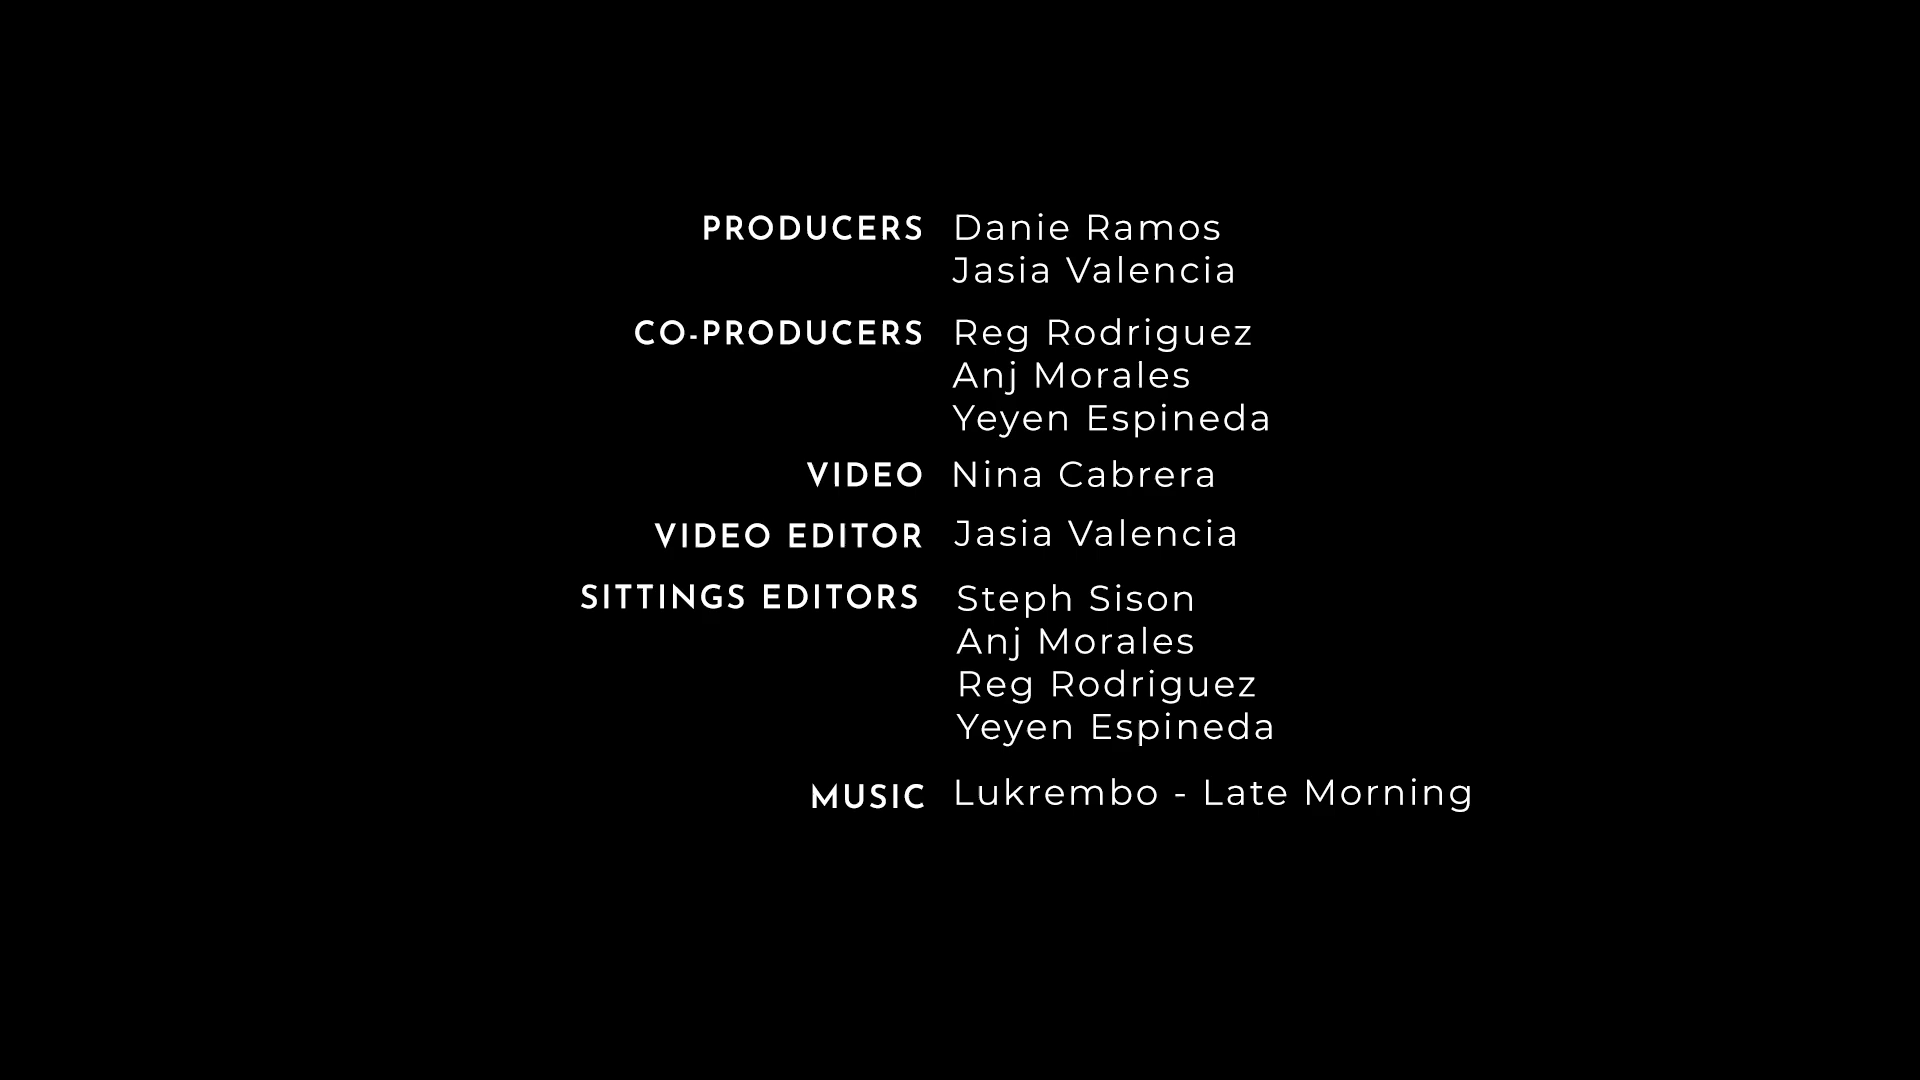 PRODUCERS Danie Ramos
Jasia Valencia
CO-PRODUCERS Reg Rodriguez
Anj Morales
Yeyen Espineda
VIDEO Nina Cabrera
VIDEO EDITOR Jasia Valencia
SITTINGS EDITORS Steph Sison
Anj Morales
Reg Rodriguez
Yeyen Espineda
MUSIC Lukrembo - Late Morning